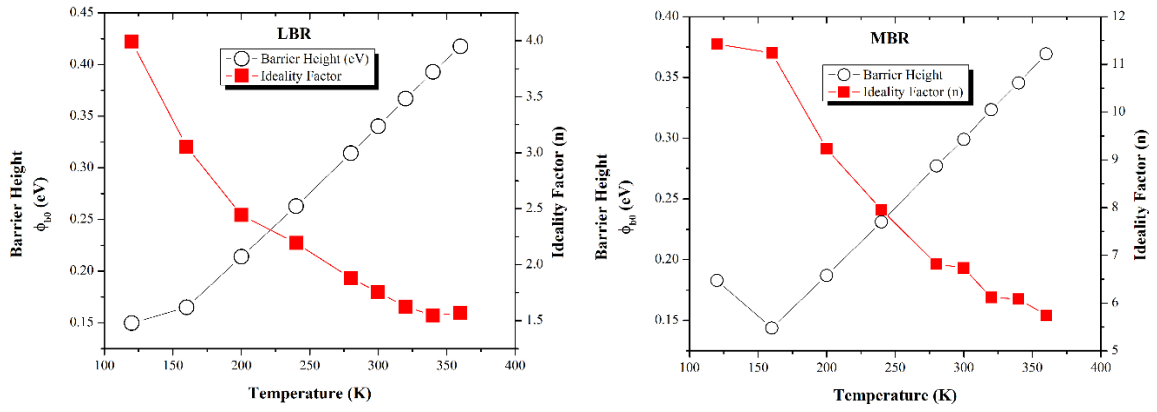 LBR
Barrier Height (eV)
Ideality Factor
0.45
0.40
0.35
0.30
0.25
0.20
0.15
4.0
3.5
3.0
2.5
2.0
1.5
100 150 200 250 300 350 400
Temperature (K)
Barrier Height
ϕb0 (eV)
Ideality Factor (n)
MBR
Barrier Height
Ideality Factor (n)
0.40
0.35
0.30
0.25
0.20
0.15
12
11
10
9
8
7
6
5
100 150 200 250 300 350 400
Temperature (K)
Barrier Height
ϕb0 (eV)
Ideality Factor (n)